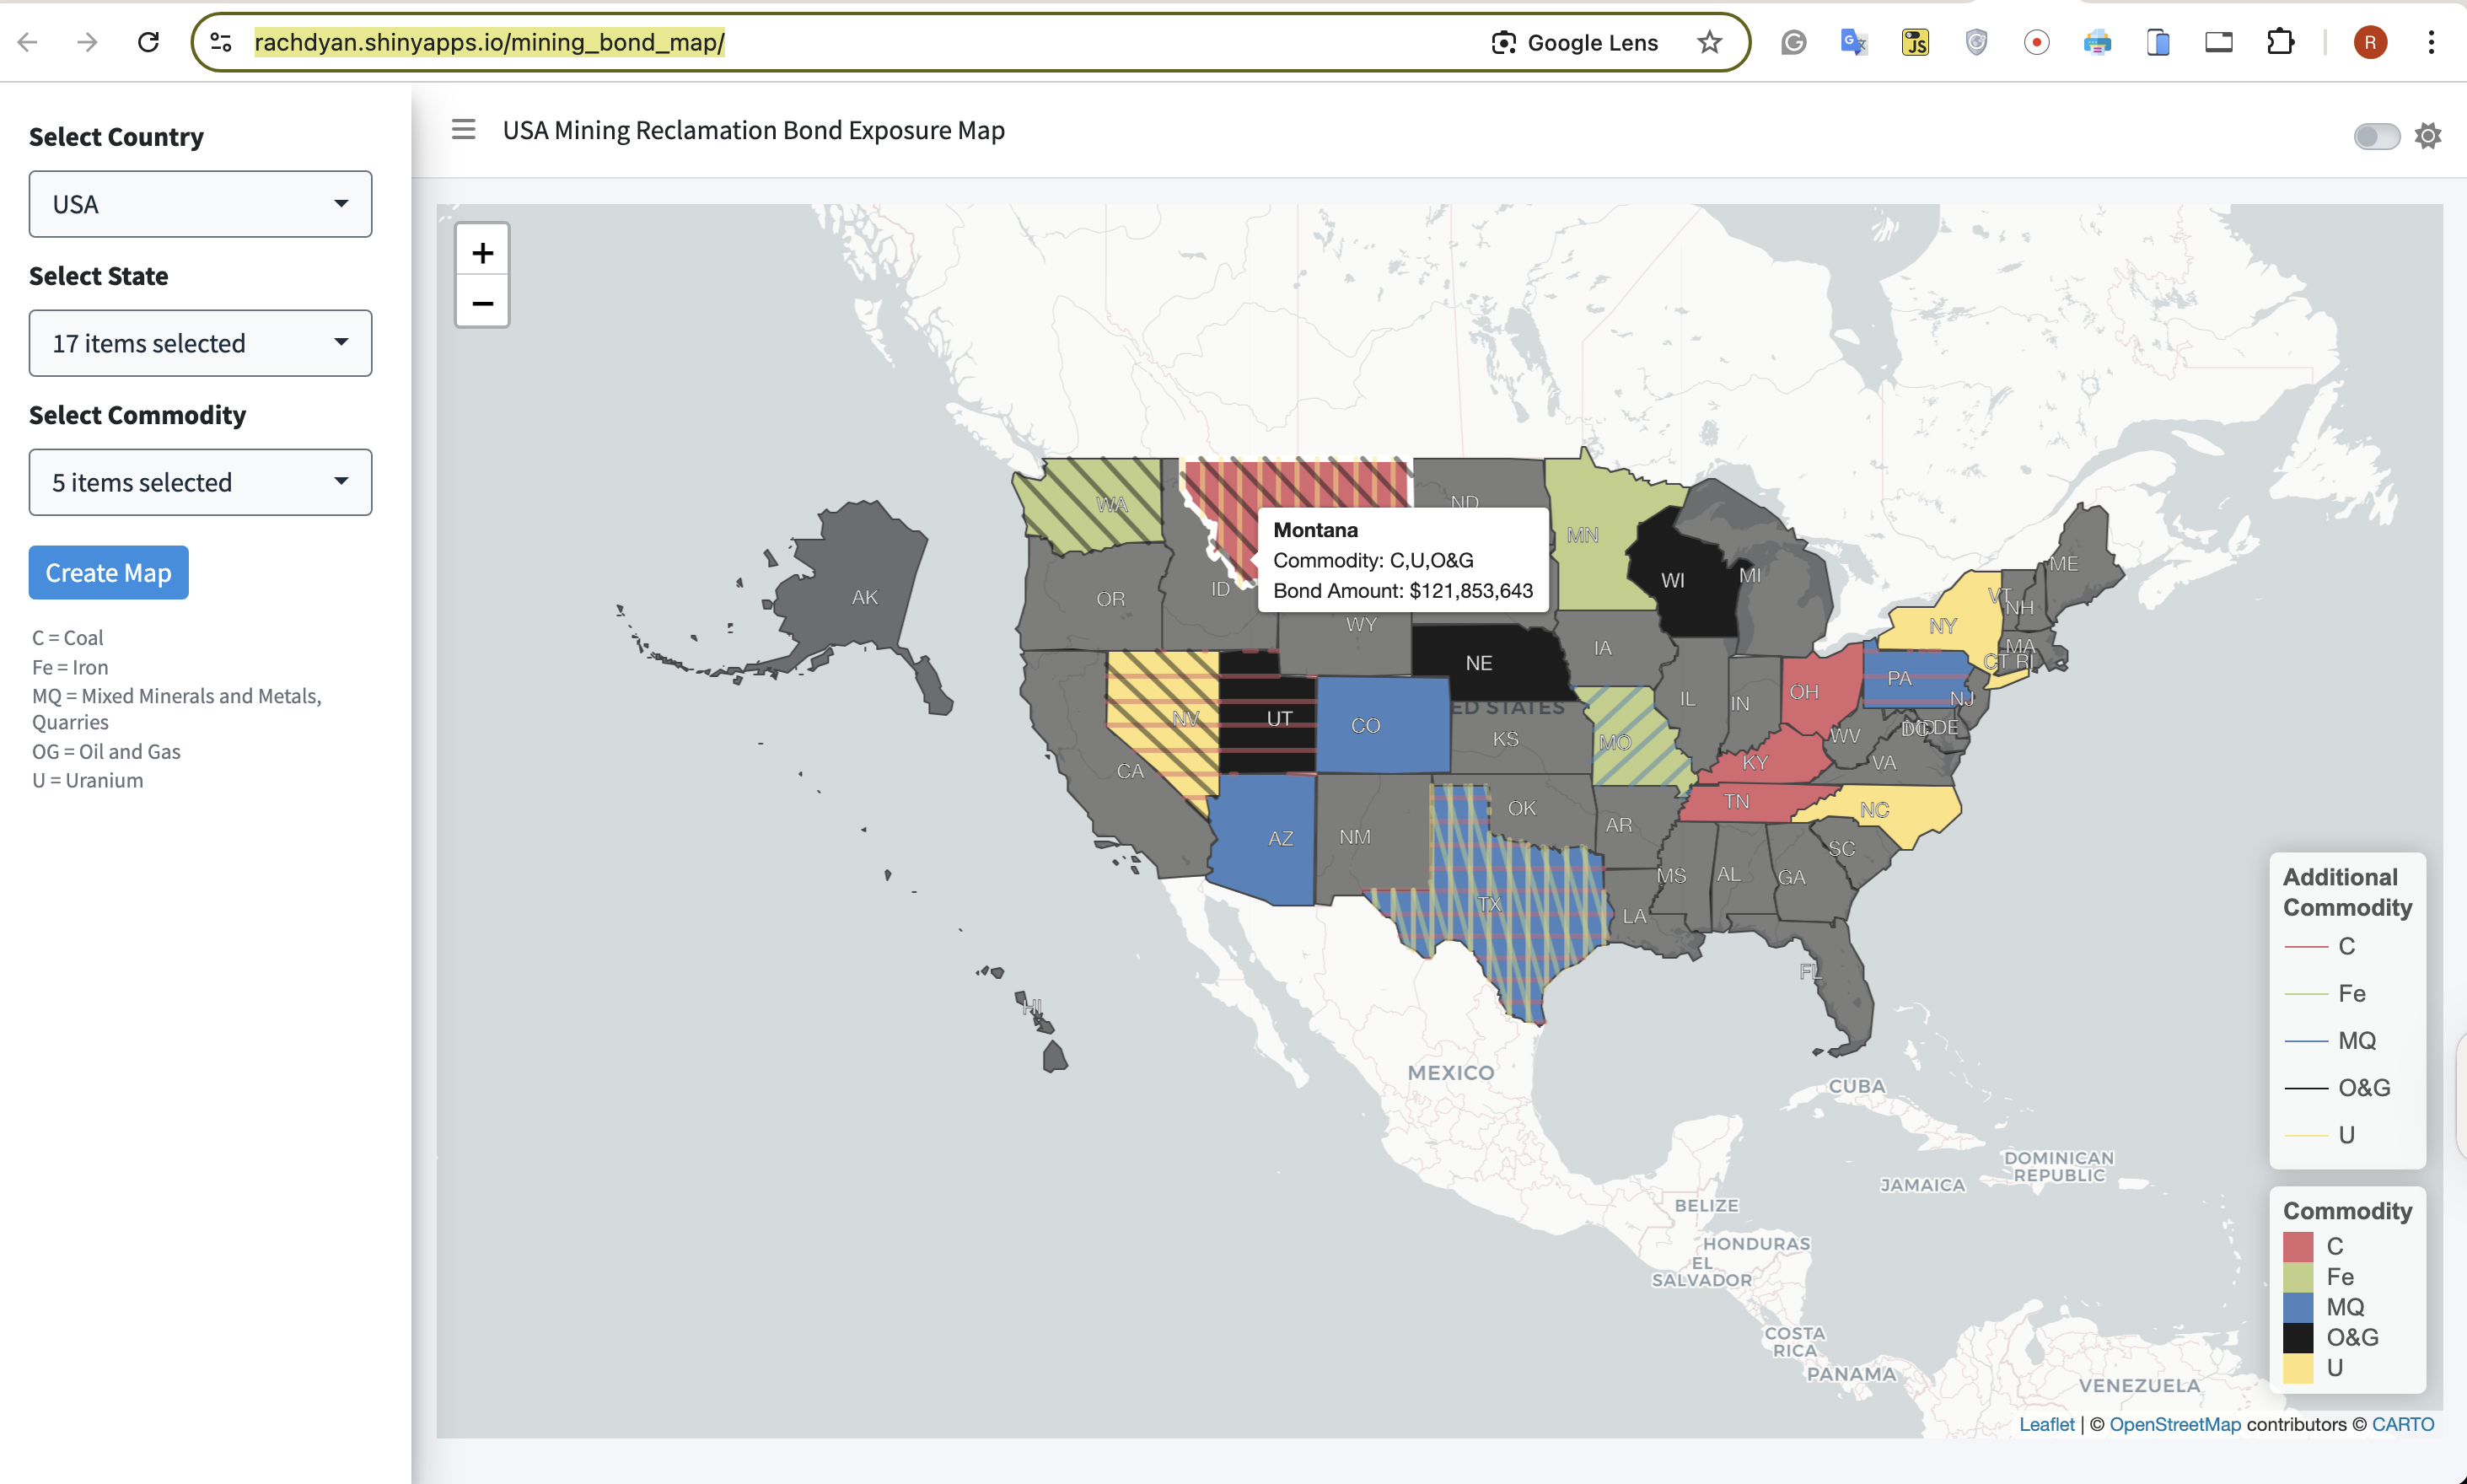 rachdyan.shinyapps.io/mining_bond_map/
Google Lens
JS
R
Select Country
USA
Select State
17 items selected
Select Commodity
5 items selected
Create Map
C = Coal
Fe = Iron
MQ = Mixed Minerals and Metals,
Quarries
OG = Oil and Gas
U = Uranium
USA Mining Reclamation Bond Exposure Map
+
−
WA
ND
MN
Montana
Commodity: C,U,O&G
Bond Amount: $121,853,643
AK
OR
ID
WI
MI
ME
VT
NH
WY
NY
MA
CT
RI
NE
IA
PA
NJ
OH
IL
IN
ED STATES
NV
UT
CO
KS
MO
WV
DC
DE
KY
VA
CA
TN
NC
AZ
NM
OK
AR
SC
MS
AL
GA
TX
LA
FL
HI
MEXICO
CUBA
DOMINICAN
REPUBLIC
JAMAICA
BELIZE
HONDURAS
EL
SALVADOR
COSTA
RICA
PANAMA
VENEZUELA
Additional
Commodity
C
Fe
MQ
O&G
U
Commodity
C
Fe
MQ
O&G
U
Leaflet | © OpenStreetMap contributors © CARTO